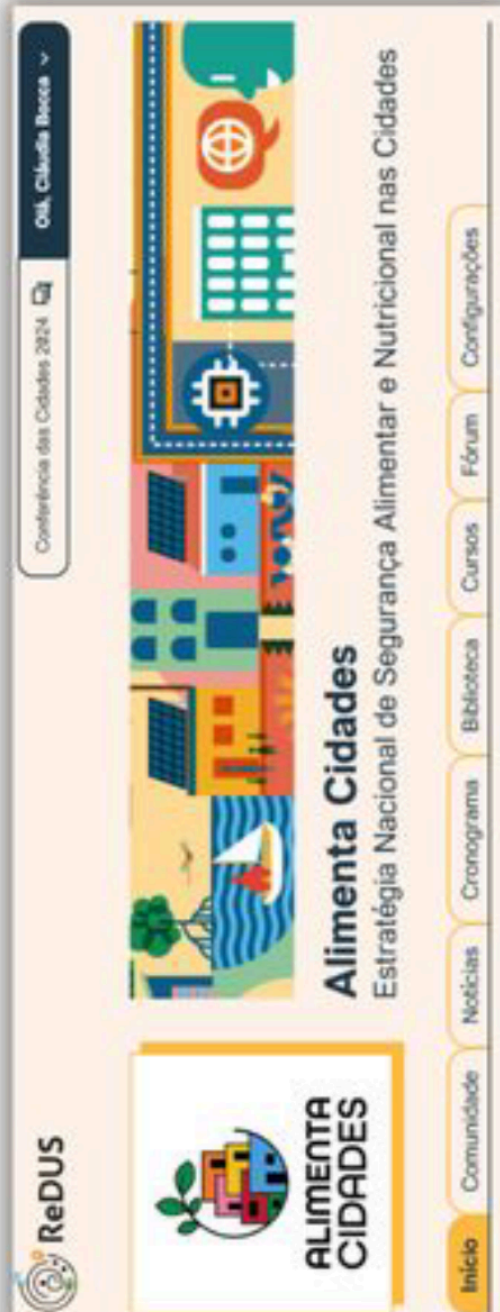 ReDUS
Conferência das Cidades 2024
Olá, Cláudia Bocca
ALIMENTA
CIDADES
Alimenta Cidades
Estratégia Nacional de Segurança Alimentar e Nutricional nas Cidades
Início
Comunidade
Notícias
Cronograma
Biblioteca
Cursos
Fórum
Configurações